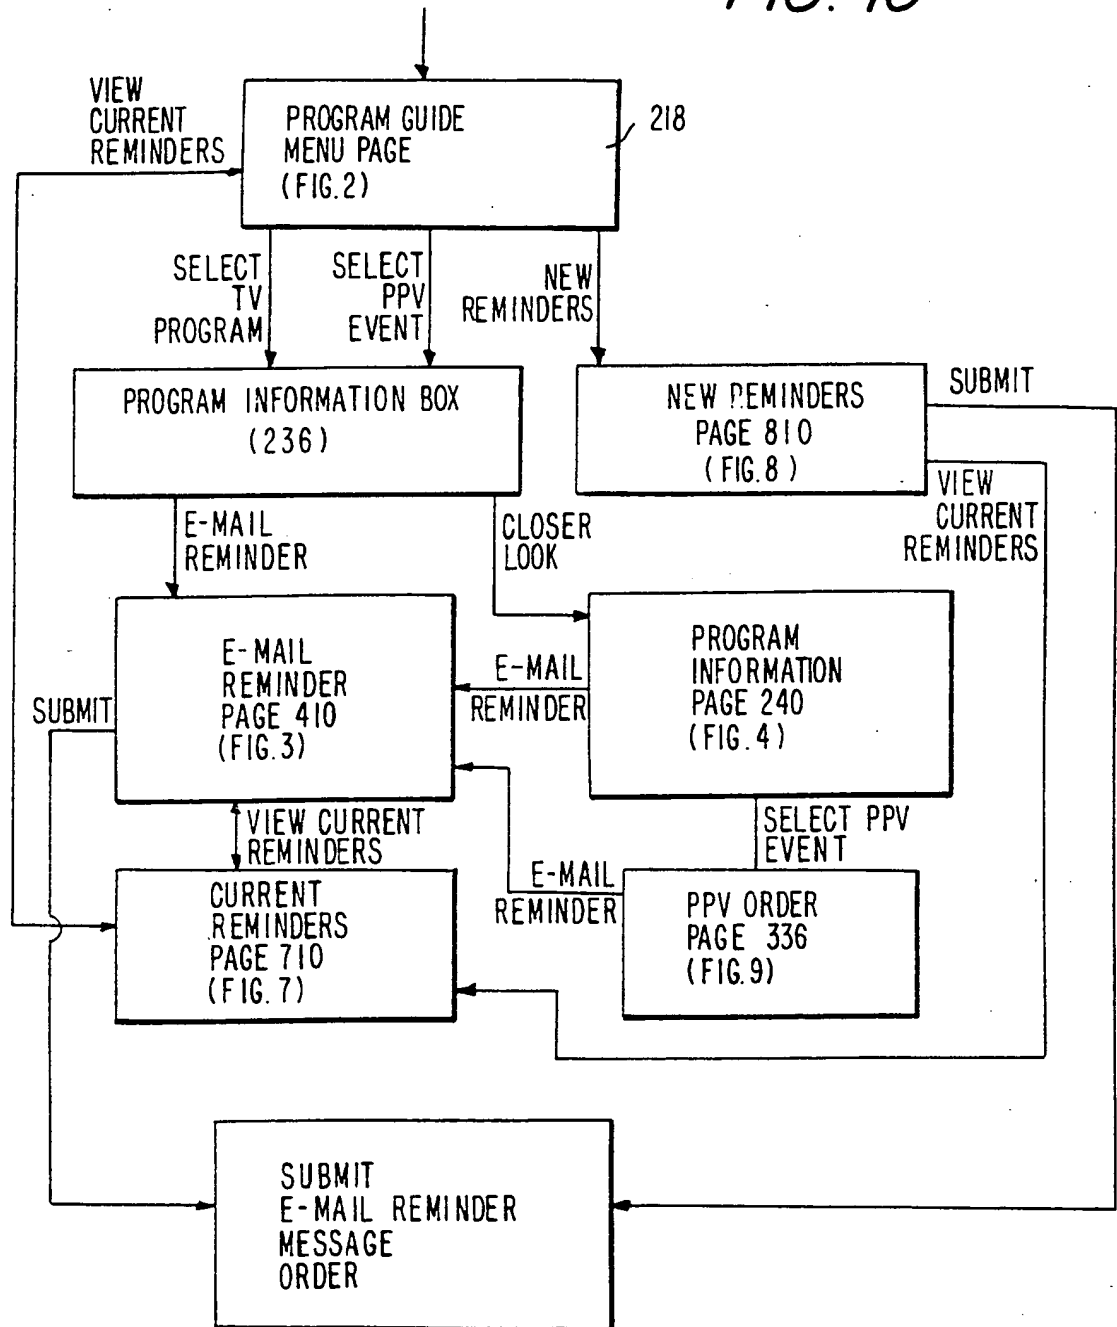 FIG. 10
VIEW
CURRENT
REMINDERS
PROGRAM GUIDE
MENU PAGE
(FIG.2)
218
SELECT
TV
PROGRAM
SELECT
PPV
EVENT
NEW
REMINDERS
PROGRAM INFORMATION BOX
(236)
NEW REMINDERS
PAGE 810
(FIG.8)
SUBMIT
VIEW
CURRENT
REMINDERS
E-MAIL
REMINDER
CLOSER
LOOK
E-MAIL
REMINDER
PAGE 410
(FIG.3)
E-MAIL
REMINDER
PROGRAM
INFORMATION
PAGE 240
(FIG.4)
SUBMIT
VIEW CURRENT
REMINDERS
SELECT PPV
EVENT
E-MAIL
REMINDER
CURRENT
REMINDERS
PAGE 710
(FIG.7)
PPV ORDER
PAGE 336
(FIG.9)
SUBMIT
E-MAIL REMINDER
MESSAGE
ORDER